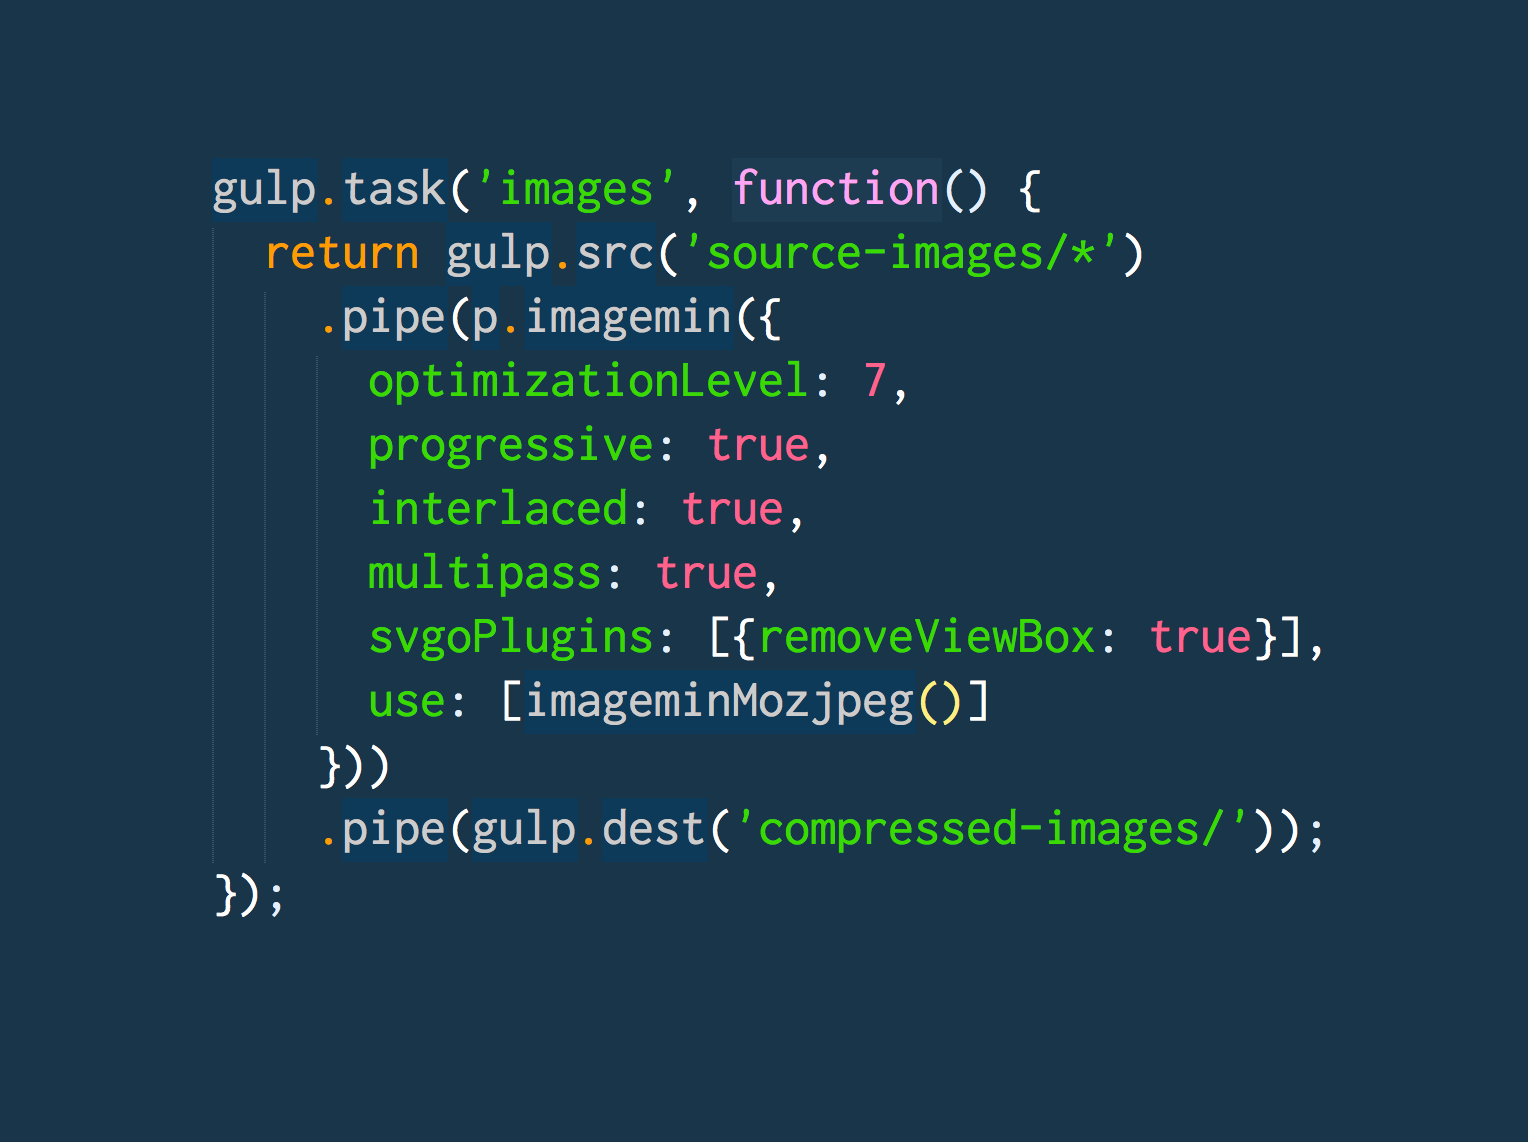 gulp.task('images', function() {
  return gulp.src('source-images/*')
    .pipe(p.imagemin({
      optimizationLevel: 7,
      progressive: true,
      interlaced: true,
      multipass: true,
      svgoPlugins: [{removeViewBox: true}],
      use: [imageminMozjpeg()]
    }))
    .pipe(gulp.dest('compressed-images/'));
});